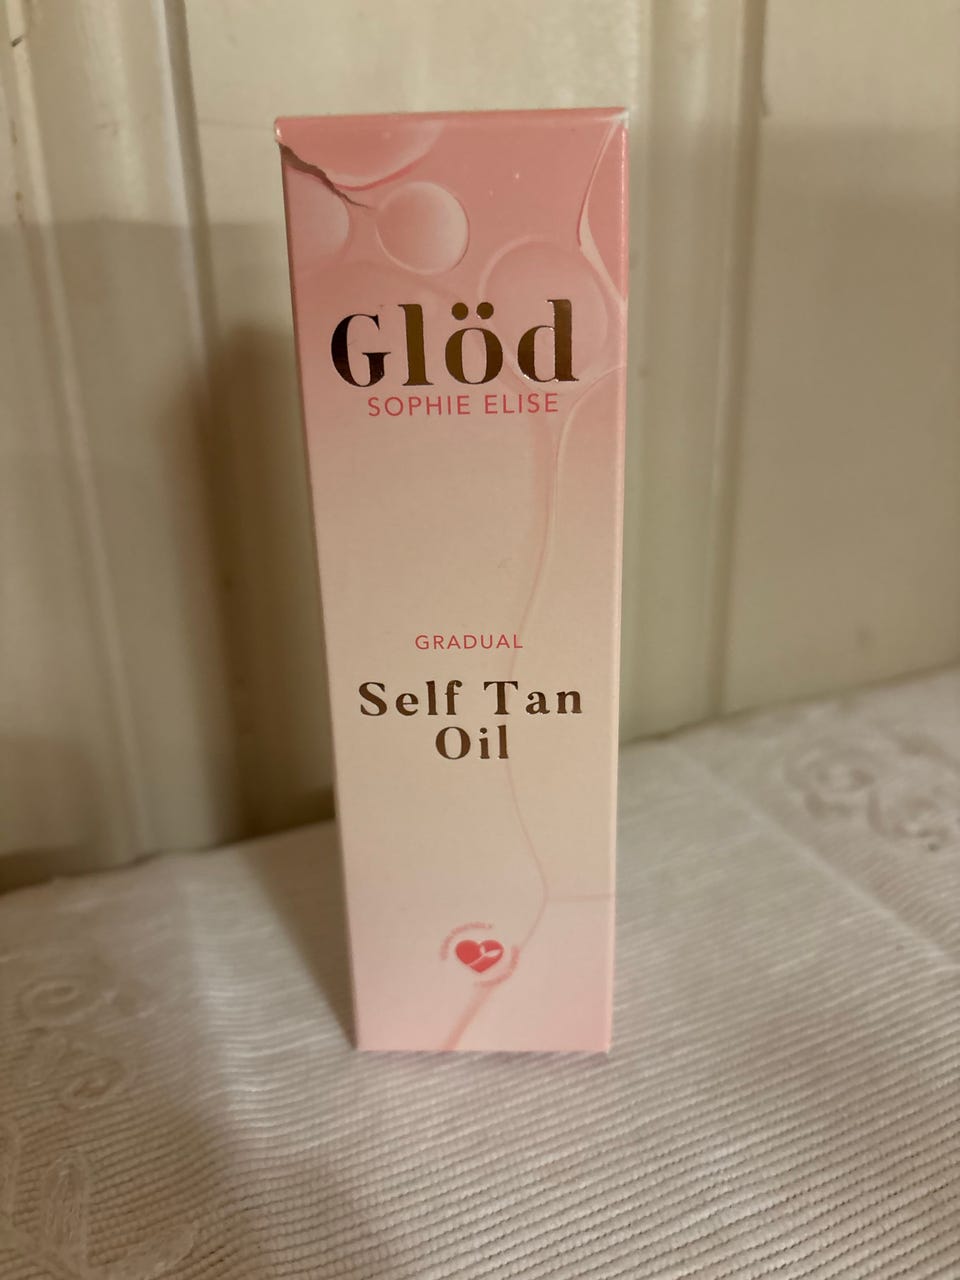 Glöd
SOPHIE ELISE
GRADUAL
Self Tan
Oil